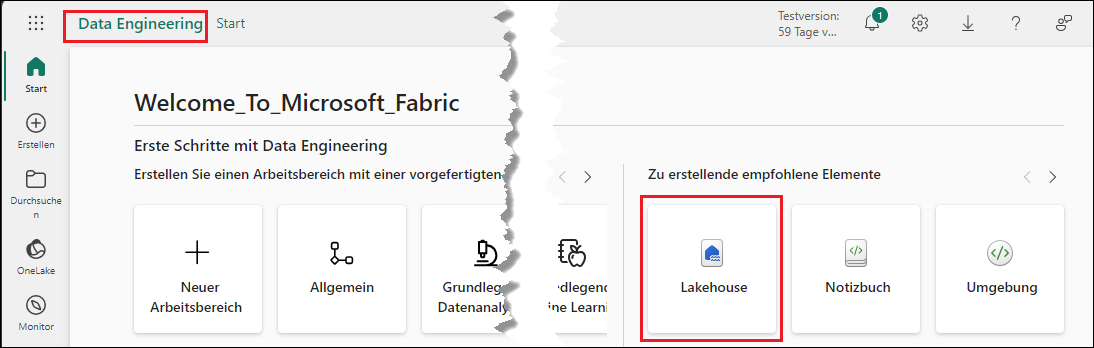 Data Engineering Start
Testversion:
59 Tage v...
1
?
Start
Erstellen
Durchsuche
n
OneLake
Monitor
Welcome_To_Microsoft_Fabric
Erste Schritte mit Data Engineering
Erstellen Sie einen Arbeitsbereich mit einer vorgefertigten
Zu erstellende empfohlene Elemente
Neuer
Arbeitsbereich
Allgemein
Grundleg
Datenanaly
edlegend
ine Learni
Lakehouse
Notizbuch
Umgebung